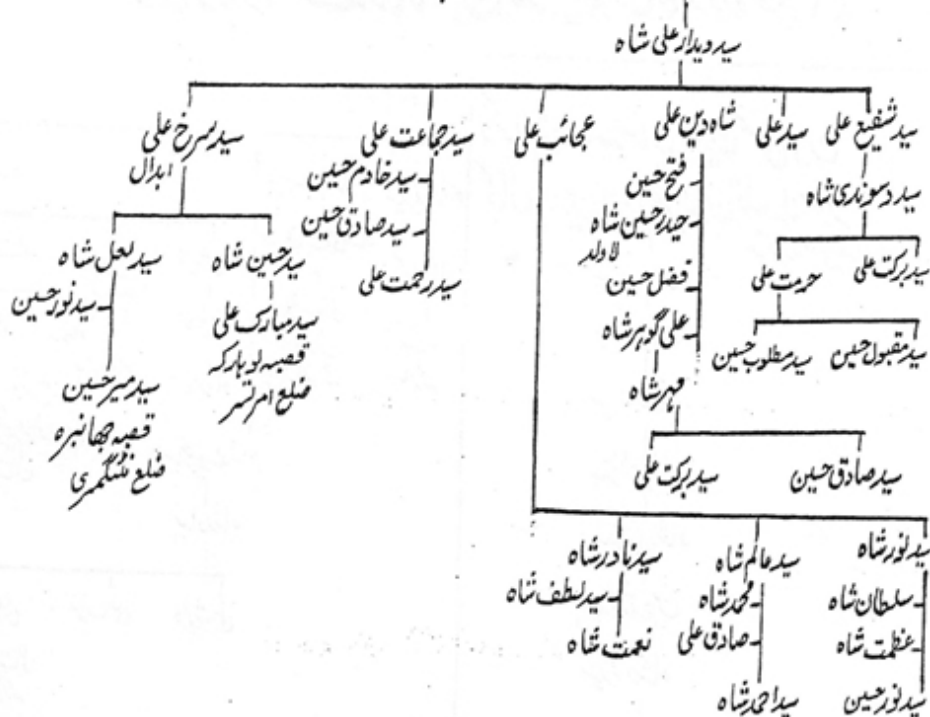 سید دیدار علی شاہ
سید شفیع علی
سید علی
شاہ دین علی
عجائب علی
سید جماعت علی
سید سرخ علی
ابدال
سید دسوندی شاہ
سید برکت علی
حرمت علی
سید مقبول حسین
سید مطلوب حسین
فتح حسین
حیدر حسین شاہ
لاولد
فضل حسین
علی گوہر شاہ
مہر شاہ
سید صادق حسین
سید برکت علی
سید نور شاہ
سلطان شاہ
عظمت شاہ
سید نور حسین
سید عالم شاہ
محمد شاہ
صادق علی
سید احمد شاہ
سید نادر شاہ
سید لطف شاہ
نعمت شاہ
سید خادم حسین
سید صادق حسین
سید رحمت علی
سید حسین شاہ
سید مبارک علی
قصبہ لوہارکہ
ضلع امرتسر
سید لعل شاہ
سید نور حسین
سید میر حسین
قصبہ
ضلع منٹگمری